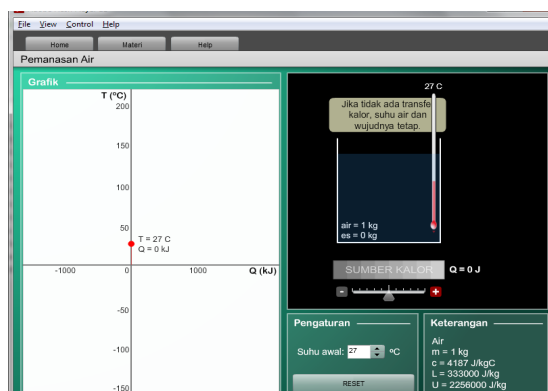 File View Control Help
Home Materi Help
Pemanasan Air
Grafik
T (ºC)
200
150
100
50
T = 27 C
Q = 0 kJ
-1000 0 1000 Q (kJ)
-50
-100
-150
27 C
Jika tidak ada transfe
kalor, suhu air dan
wujudnya tetap.
air = 1 kg
es = 0 kg
SUMBER KALOR Q = 0 J
Pengaturan
Suhu awal: 27 ºC
RESET
Keterangan
Air
m = 1 kg
c = 4187 J/kgC
L = 333000 J/kg
U = 2256000 J/kg